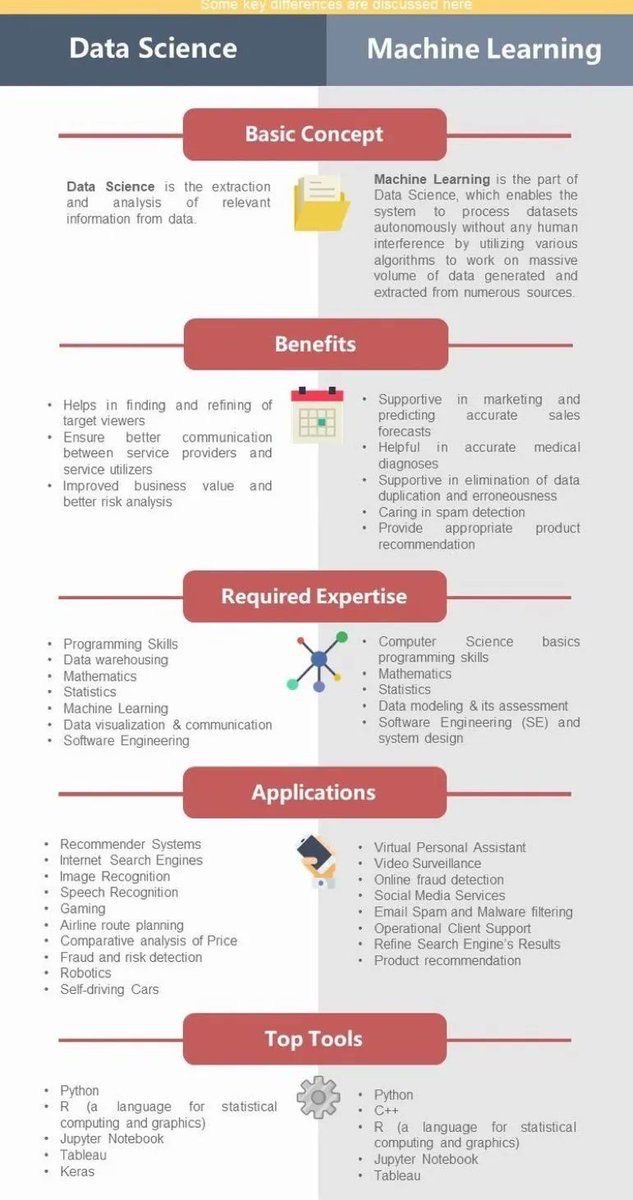 Some key differences are discussed here
Data Science
Machine Learning
Basic Concept
Data Science is the extraction
and analysis of relevant
information from data.
Machine Learning is the part of
Data Science, which enables the
system to process datasets
autonomously without any human
interference by utilizing various
algorithms to work on massive
volume of data generated and
extracted from numerous sources.
Benefits
• Helps in finding and refining of
target viewers
• Ensure better communication
between service providers and
service utilizers
• Improved business value and
better risk analysis
• Supportive in marketing and
predicting accurate sales
forecasts
• Helpful in accurate medical
diagnoses
• Supportive in elimination of data
duplication and erroneousness
• Caring in spam detection
• Provide appropriate product
recommendation
Required Expertise
• Programming Skills
• Data warehousing
• Mathematics
• Statistics
• Machine Learning
• Data visualization & communication
• Software Engineering
• Computer Science basics
programming skills
• Mathematics
• Statistics
• Data modeling & its assessment
• Software Engineering (SE) and
system design
Applications
• Recommender Systems
• Internet Search Engines
• Image Recognition
• Speech Recognition
• Gaming
• Airline route planning
• Comparative analysis of Price
• Fraud and risk detection
• Robotics
• Self-driving Cars
• Virtual Personal Assistant
• Video Surveillance
• Online fraud detection
• Social Media Services
• Email Spam and Malware filtering
• Operational Client Support
• Refine Search Engine's Results
• Product recommendation
Top Tools
• Python
• R (a language for statistical
computing and graphics)
• Jupyter Notebook
• Tableau
• Keras
• Python
• C++
• R (a language for statistical
computing and graphics)
• Jupyter Notebook
• Tableau